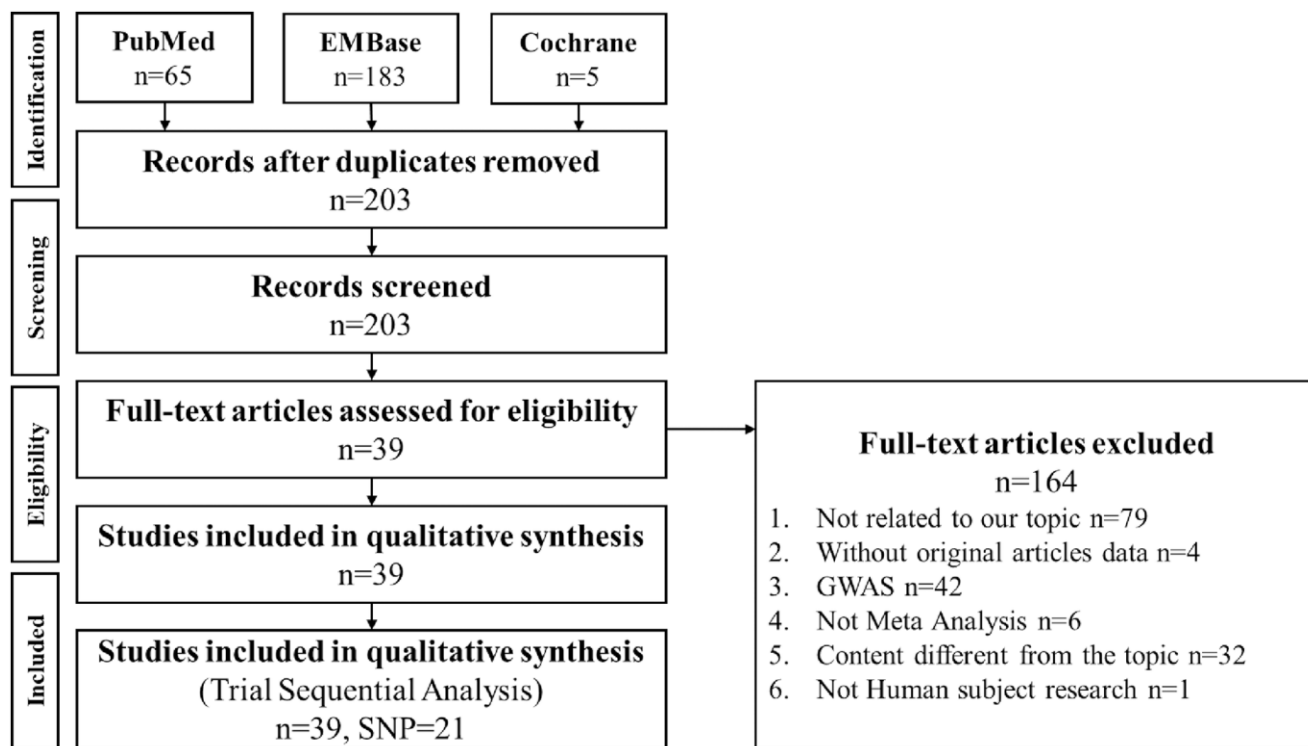 Identification
PubMed
n=65
EMBase
n=183
Cochrane
n=5
Records after duplicates removed
n=203
Screening
Records screened
n=203
Eligibility
Full-text articles assessed for eligibility
n=39
Full-text articles excluded
n=164
1. Not related to our topic n=79
2. Without original articles data n=4
3. GWAS n=42
4. Not Meta Analysis n=6
5. Content different from the topic n=32
6. Not Human subject research n=1
Studies included in qualitative synthesis
n=39
Included
Studies included in qualitative synthesis
(Trial Sequential Analysis)
n=39, SNP=21